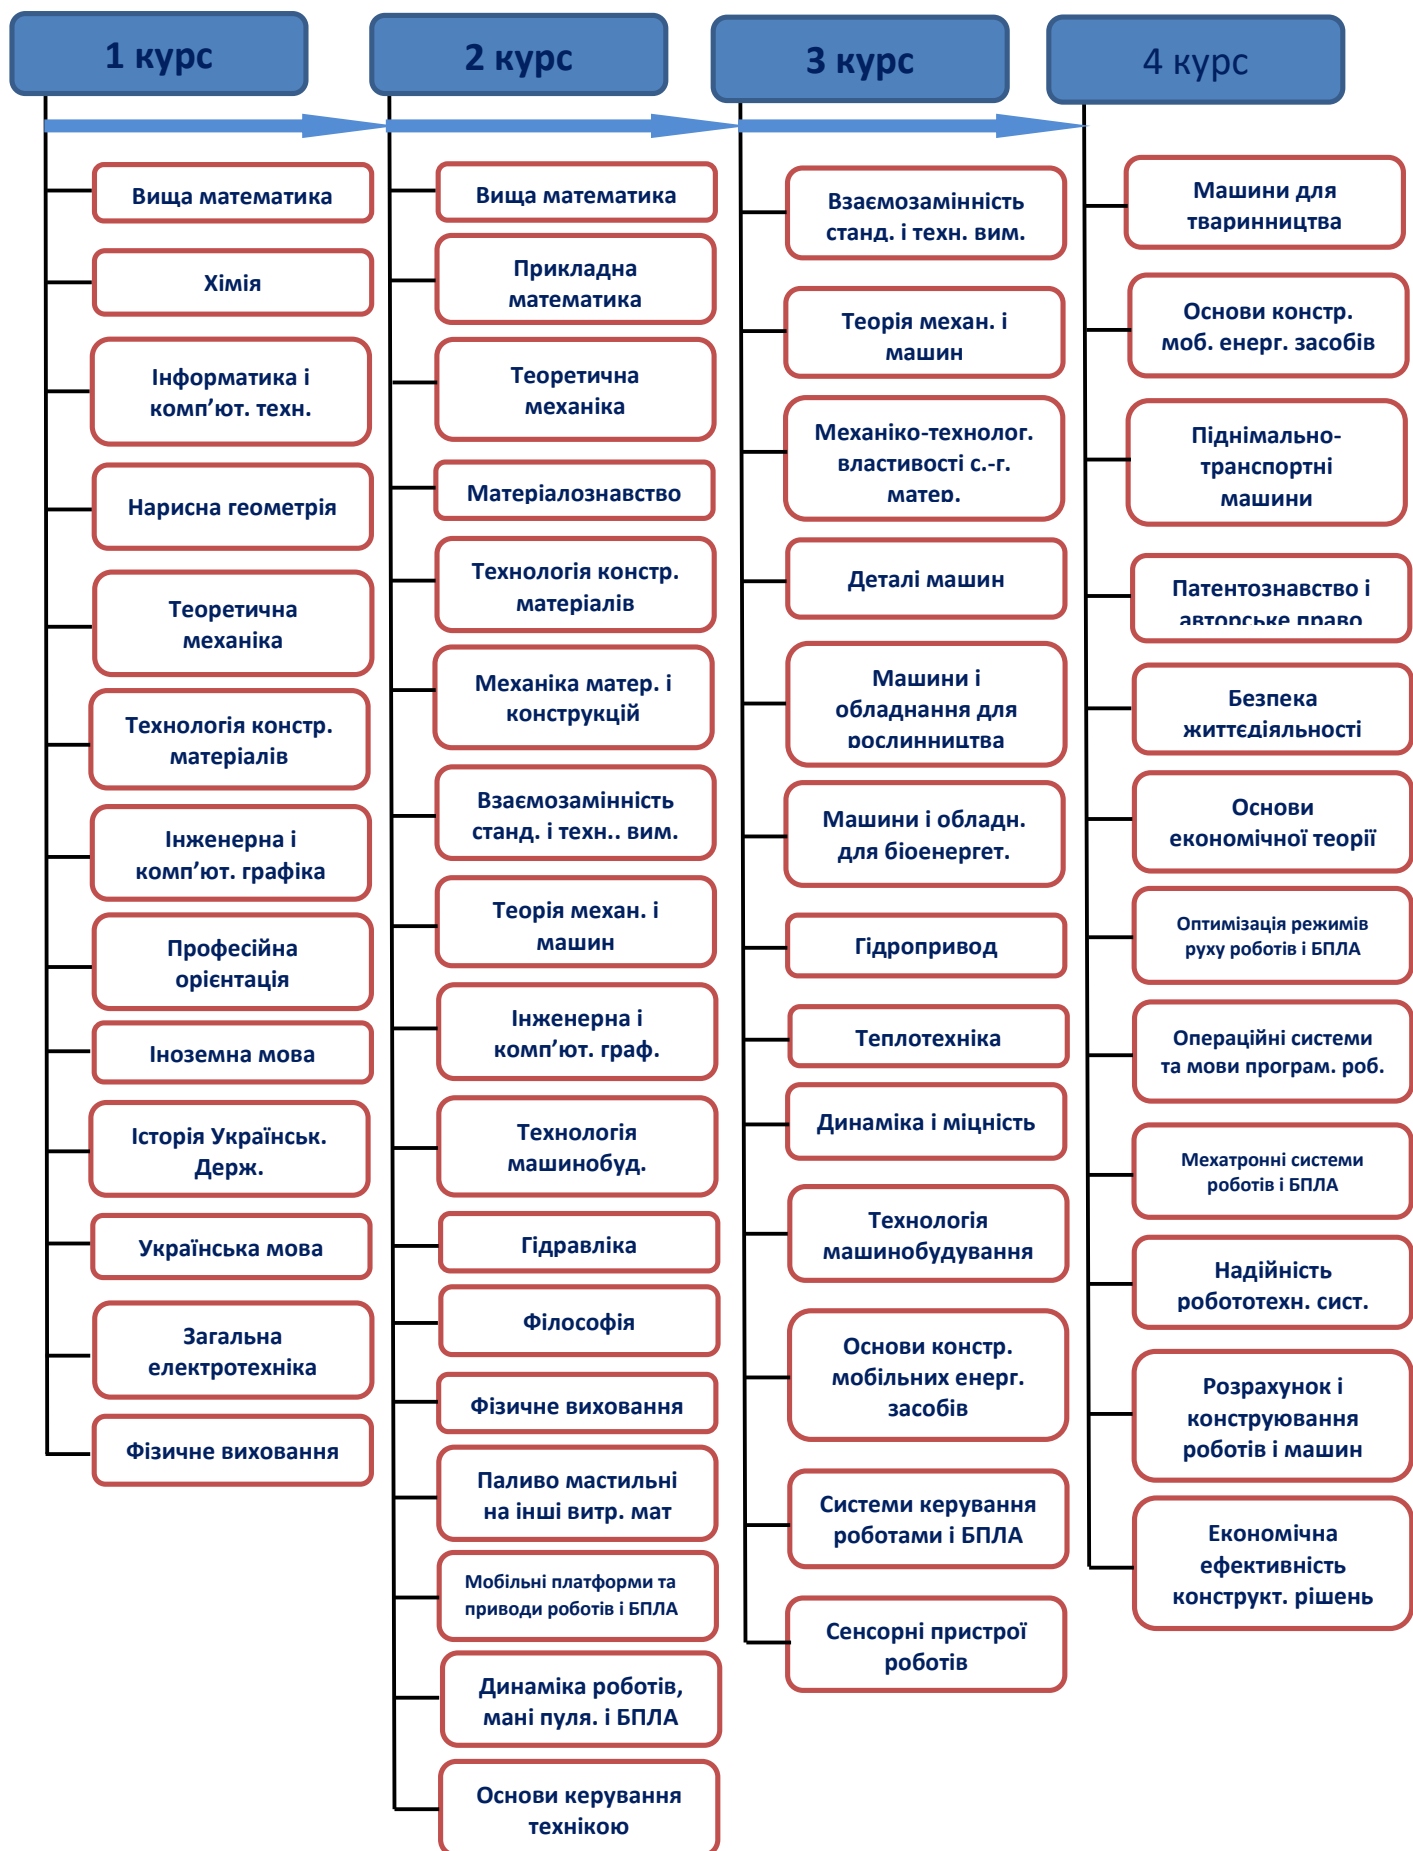 1 курс
2 курс
3 курс
4 курс
Вища математика
Хімія
Інформатика і
комп’ют. техн.
Нарисна геометрія
Теоретична
механіка
Технологія констр.
матеріалів
Інженерна і
комп’ют. графіка
Професійна
орієнтація
Іноземна мова
Історія Українськ.
Держ.
Українська мова
Загальна
електротехніка
Фізичне виховання
Вища математика
Прикладна
математика
Теоретична
механіка
Матеріалознавство
Технологія констр.
матеріалів
Механіка матер. і
конструкцій
Взаємозамінність
станд. і техн.. вим.
Теорія механ. і
машин
Інженерна і
комп’ют. граф.
Технологія
машинобуд.
Гідравліка
Філософія
Фізичне виховання
Паливо мастильні
на інші витр. мат
Мобільні платформи та
приводи роботів і БПЛА
Динаміка роботів,
мані пуля. і БПЛА
Основи керування
технікою
Взаємозамінність
станд. і техн. вим.
Теорія механ. і
машин
Механіко-технолог.
властивості с.-г.
матер.
Деталі машин
Машини і
обладнання для
рослинництва
Машини і обладн.
для біоенергет.
Гідропривод
Теплотехніка
Динаміка і міцність
Технологія
машинобудування
Основи констр.
мобільних енерг.
засобів
Системи керування
роботами і БПЛА
Сенсорні пристрої
роботів
Машини для
тваринництва
Основи констр.
моб. енерг. засобів
Піднімально-
транспортні
машини
Патентознавство і
авторське право
Безпека
життєдіяльності
Основи
економічної теорії
Оптимізація режимів
руху роботів і БПЛА
Операційні системи
та мови програм. роб.
Мехатронні системи
роботів і БПЛА
Надійність
робототехн. сист.
Розрахунок і
конструювання
роботів і машин
Економічна
ефективність
конструкт. рішень